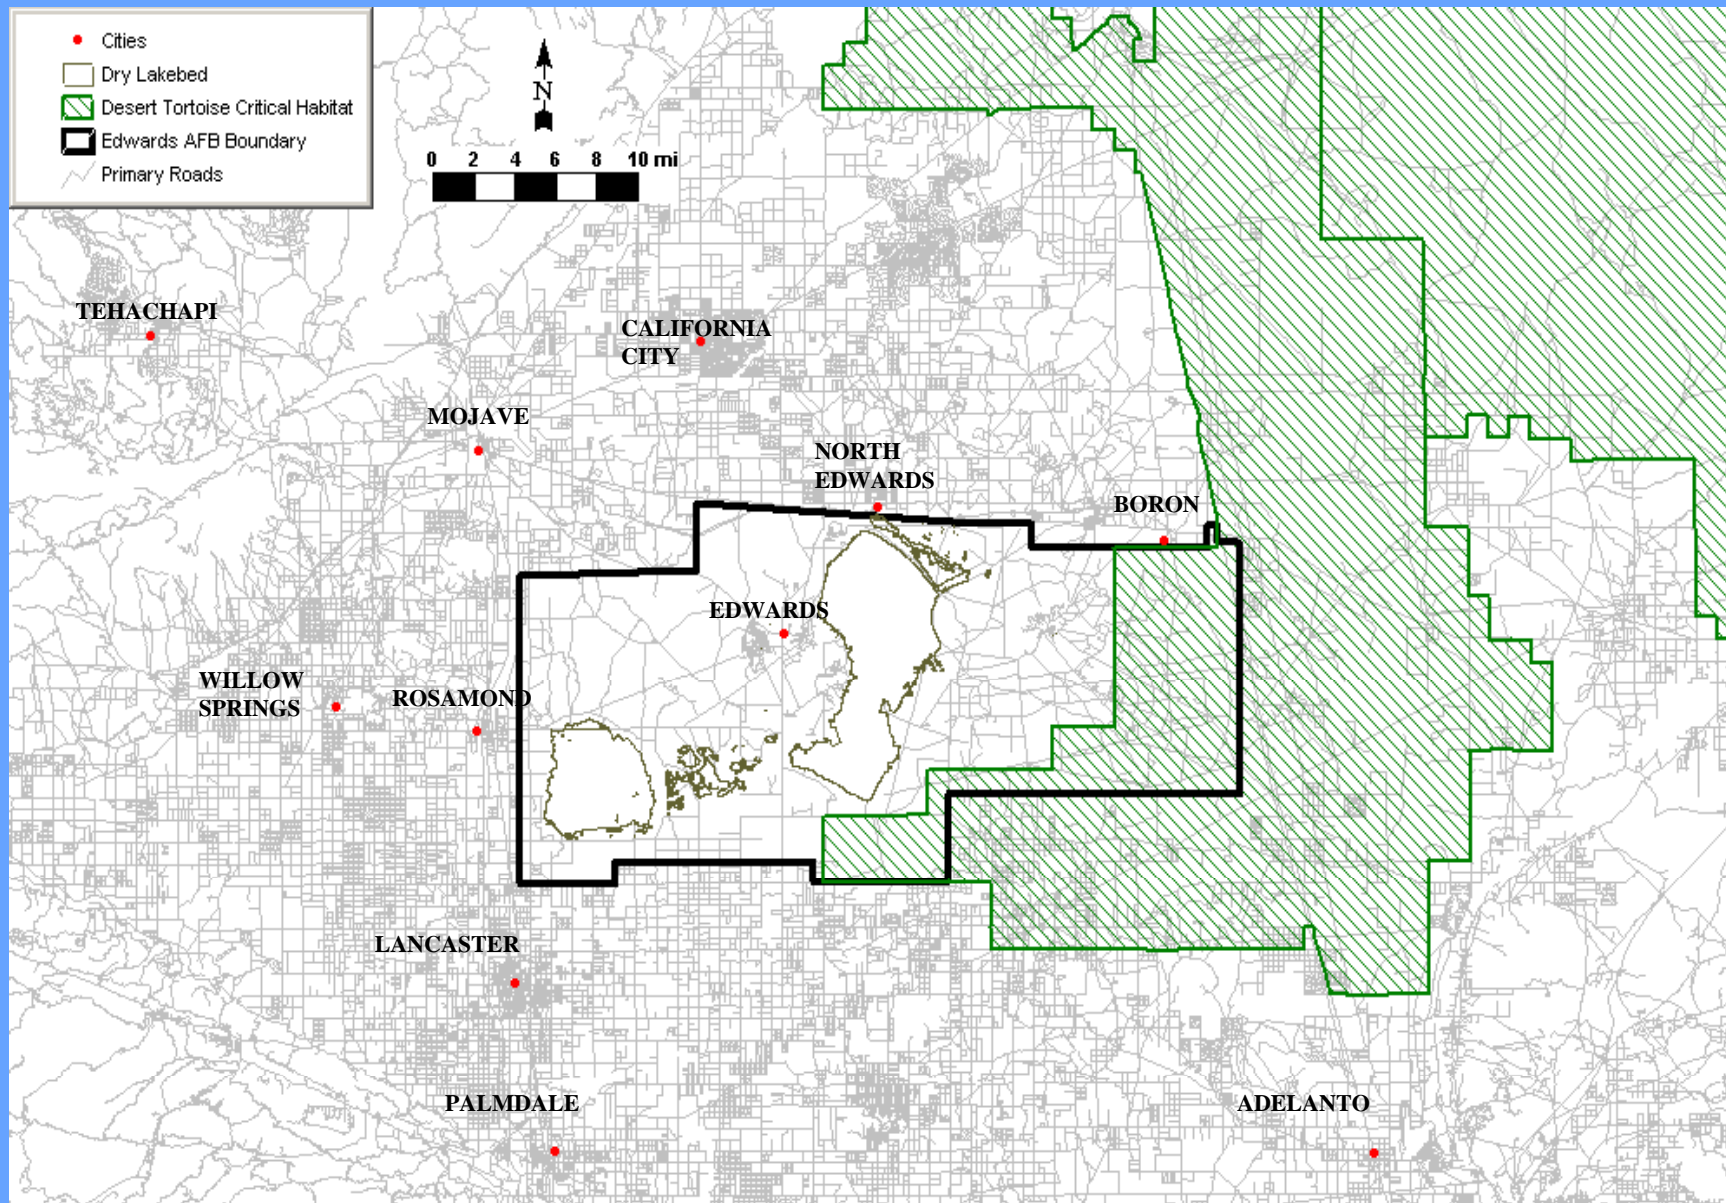 Cities
Dry Lakebed
Desert Tortoise Critical Habitat
Edwards AFB Boundary
Primary Roads
N
0 2 4 6 8 10 mi
TEHACHAPI
CALIFORNIA
CITY
MOJAVE
NORTH
EDWARDS
BORON
EDWARDS
WILLOW
SPRINGS
ROSAMOND
LANCASTER
PALMDALE
ADELANTO